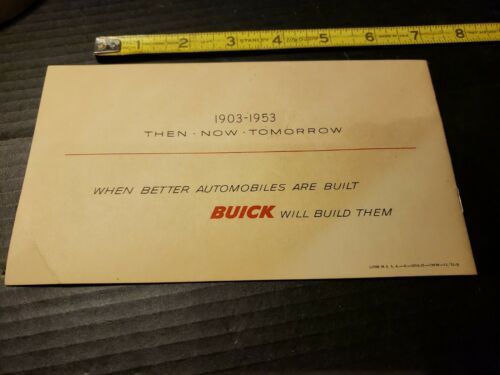 1 2 3 4 5 6 7 8
1903-1953
THEN · NOW · TOMORROW
WHEN BETTER AUTOMOBILES ARE BUILT
BUICK WILL BUILD THEM